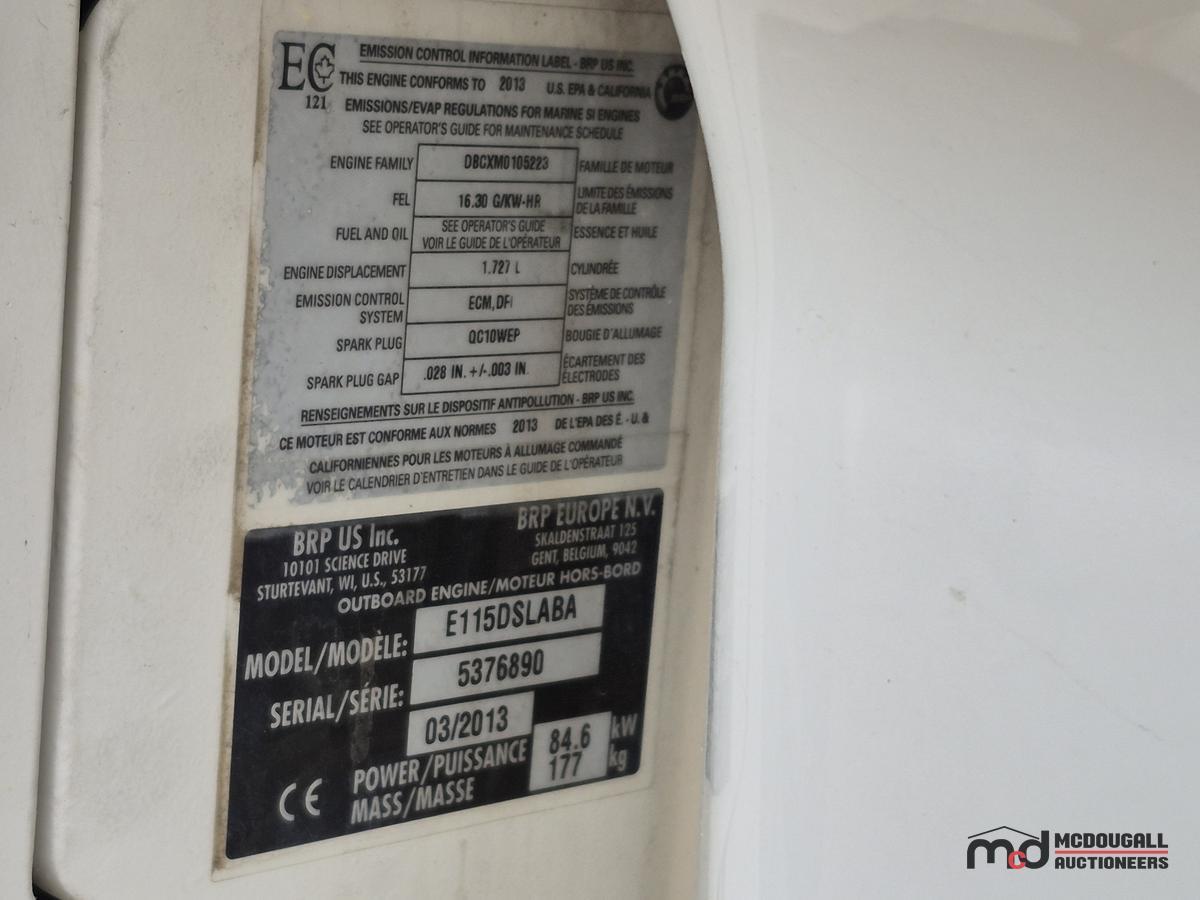 EC
121
EMISSION CONTROL INFORMATION LABEL - BRP US INC.
THIS ENGINE CONFORMS TO 2013 U.S. EPA & CALIFORNIA
EMISSIONS/EVAP REGULATIONS FOR MARINE SI ENGINES
SEE OPERATOR'S GUIDE FOR MAINTENANCE SCHEDULE
ENGINE FAMILY DBCXM0105223 FAMILLE DE MOTEUR
FEL 16.30 G/KW-HR LIMITE DES ÉMISSIONS
DE LA FAMILLE
FUEL AND OIL SEE OPERATOR'S GUIDE ESSENCE ET HUILE
VOIR LE GUIDE DE L'OPÉRATEUR
ENGINE DISPLACEMENT 1.727 L CYLINDRÉE
EMISSION CONTROL ECM, DFI SYSTÈME DE CONTRÔLE
SYSTEM DES ÉMISSIONS
SPARK PLUG QC10WEP BOUGIE D'ALLUMAGE
SPARK PLUG GAP .028 IN. +/-.003 IN. ÉCARTEMENT DES
ÉLECTRODES
RENSEIGNEMENTS SUR LE DISPOSITIF ANTIPOLLUTION - BRP US INC.
CE MOTEUR EST CONFORME AUX NORMES 2013 DE L'EPA DES É. - U. &
CALIFORNIENNES POUR LES MOTEURS À ALLUMAGE COMMANDÉ
VOIR LE CALENDRIER D'ENTRETIEN DANS LE GUIDE DE L'OPÉRATEUR
BRP US Inc.
10101 SCIENCE DRIVE
STURTEVANT, WI, U.S., 53177
BRP EUROPE N.V.
SKALDENSTRAAT 125
GENT, BELGIUM, 9042
OUTBOARD ENGINE/MOTEUR HORS-BORD
MODEL/MODÈLE: E115DSLABA
SERIAL/SÉRIE: 5376890
03/2013
CE
POWER/PUISSANCE 84.6 kW
MASS/MASSE 177 kg
mcd MCDOUGALL
AUCTIONEERS